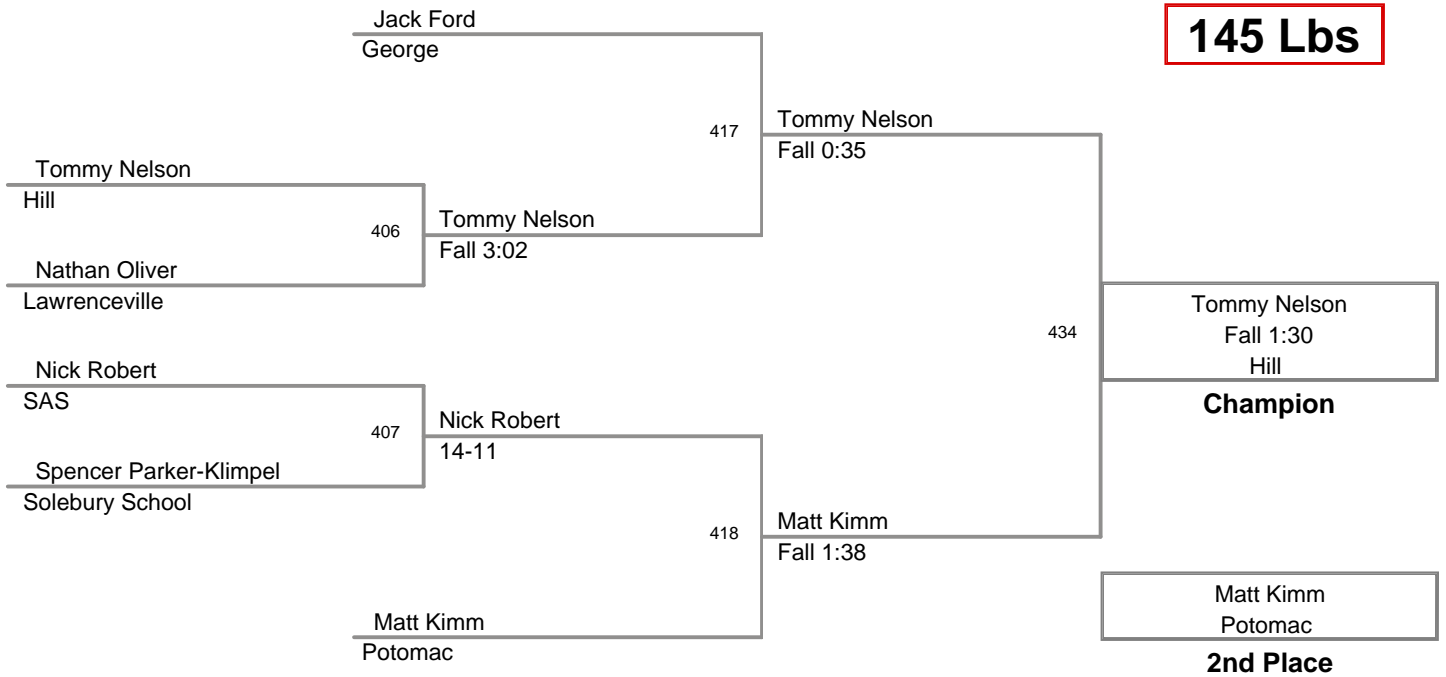 Jack Ford
George
145 Lbs
417
Tommy Nelson
Fall 0:35
Tommy Nelson
Hill
406
Tommy Nelson
Fall 3:02
Nathan Oliver
Lawrenceville
434
Tommy Nelson
Fall 1:30
Hill
Champion
Nick Robert
SAS
407
Nick Robert
14-11
Spencer Parker-Klimpel
Solebury School
418
Matt Kimm
Fall 1:38
Matt Kimm
Potomac
Matt Kimm
Potomac
2nd Place